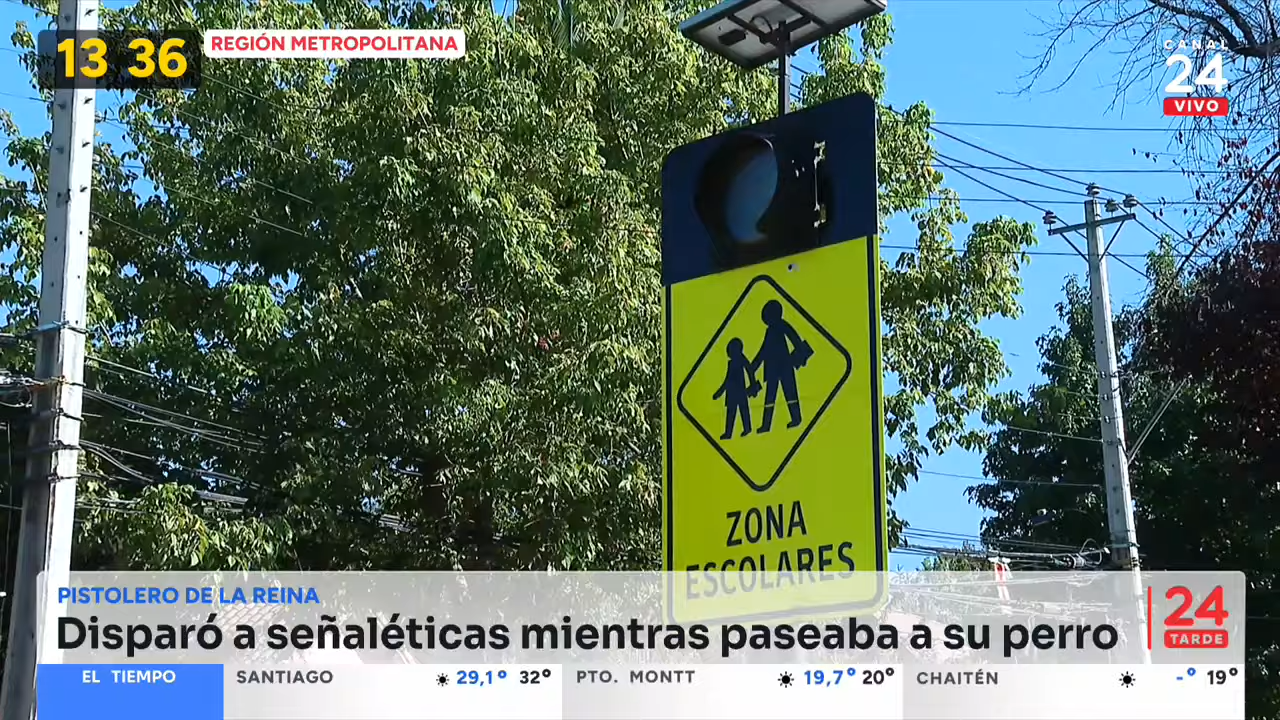 13 36
REGIÓN METROPOLITANA
CANAL
24
VIVO
ZONA
ESCOLARES
PISTOLERO DE LA REINA
Disparó a señaléticas mientras paseaba a su perro
24
TARDE
EL TIEMPO
SANTIAGO 29,1° 32°
PTO. MONTT 19,7° 20°
CHAITÉN -° 19°